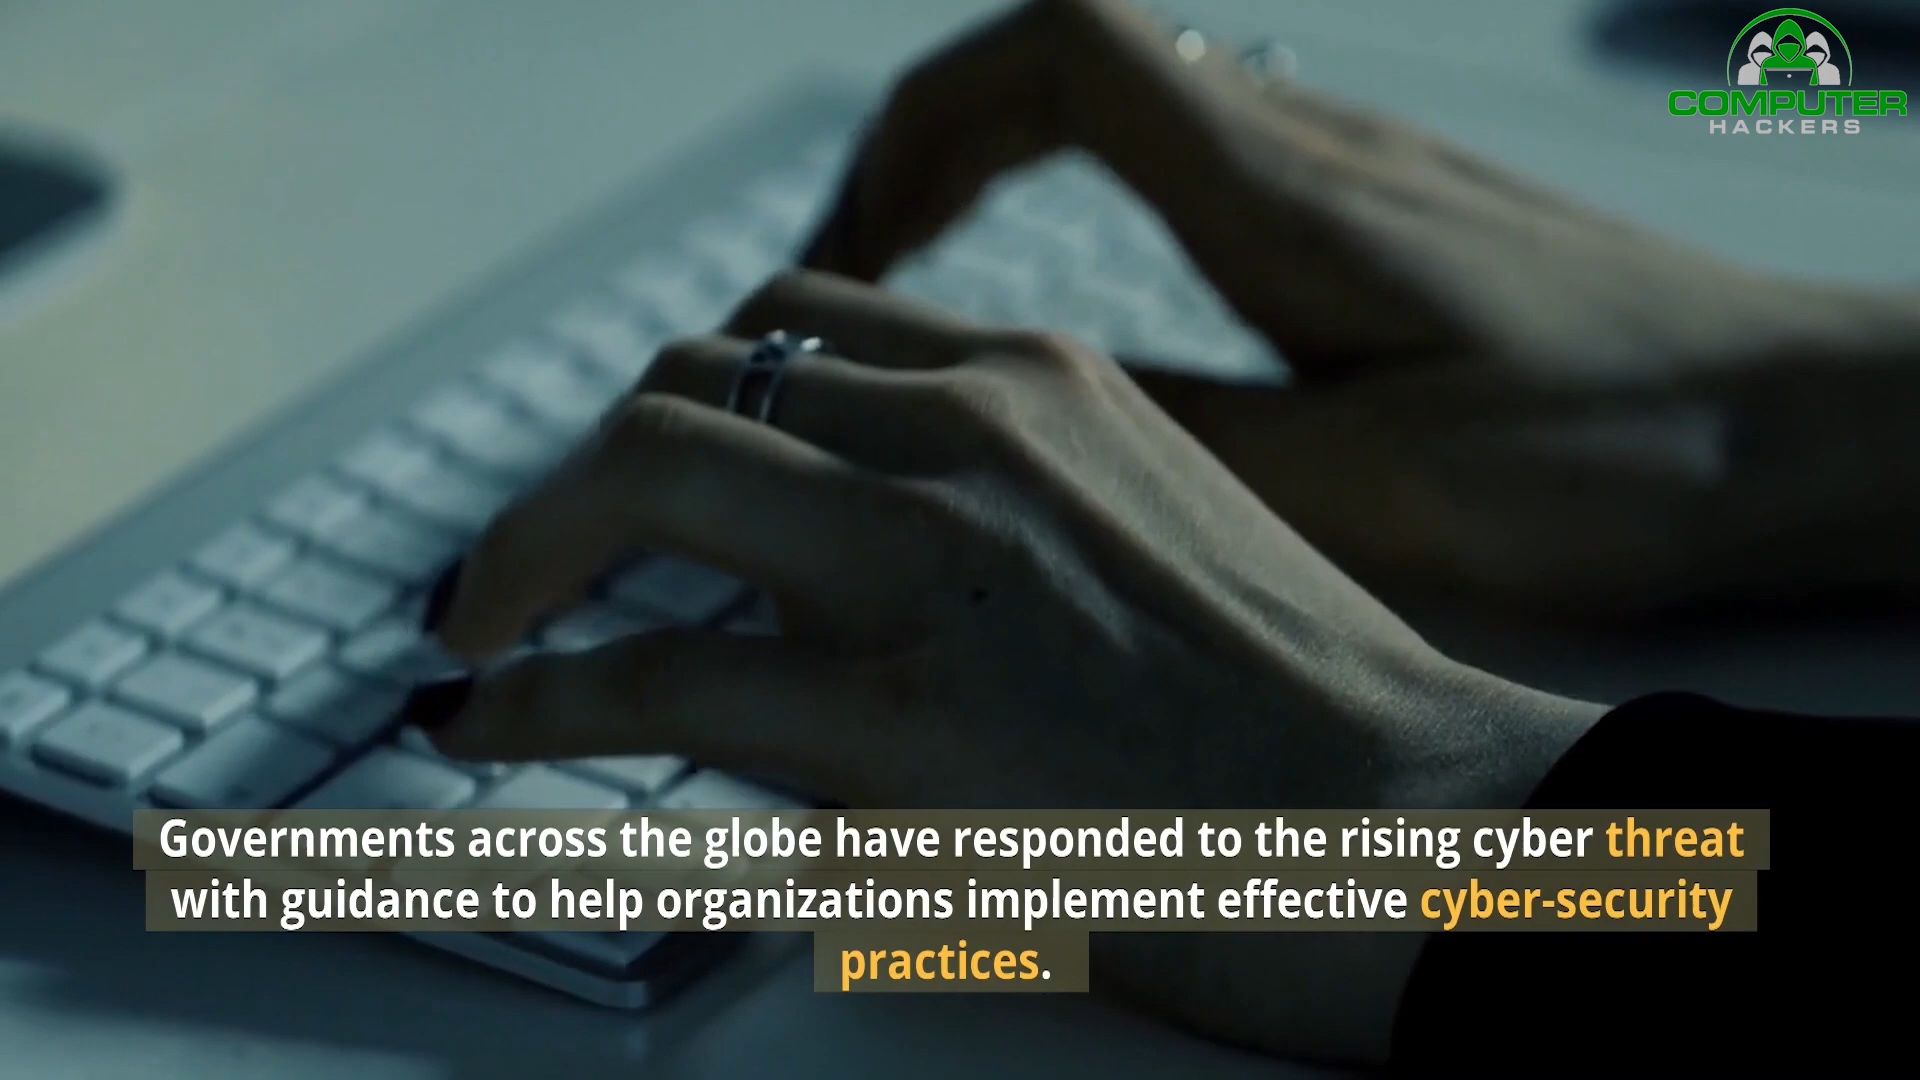 COMPUTER
HACKERS
Governments across the globe have responded to the rising cyber threat
with guidance to help organizations implement effective cyber-security
practices.